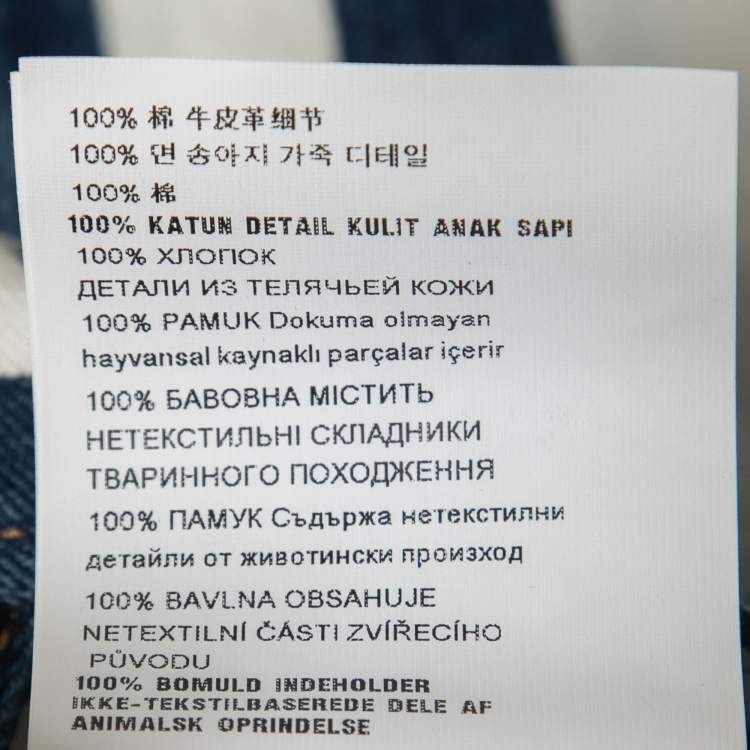 100% 棉 牛皮革细节
100% 면 송아지 가죽 디테일
100% 棉
100% KATUN DETAIL KULIT ANAK SAPI
100% ХЛОПОК
ДЕТАЛИ ИЗ ТЕЛЯЧЬЕЙ КОЖИ
100% PAMUK Dokuma olmayan
hayvansal kaynaklı parçalar içerir
100% БАВОВНА МІСТИТЬ
НЕТЕКСТИЛЬНІ СКЛАДНИКИ
ТВАРИННОГО ПОХОДЖЕННЯ
100% ПАМУК Съдържа нетекстилни
детайли от животински произход
100% BAVLNA OBSAHUJE
NETEXTILNÍ ČÁSTI ZVÍŘECÍHO
PŮVODU
100% BOMULD INDEHOLDER
IKKE-TEKSTILBASEREDE DELE AF
ANIMALSK OPRINDELSE